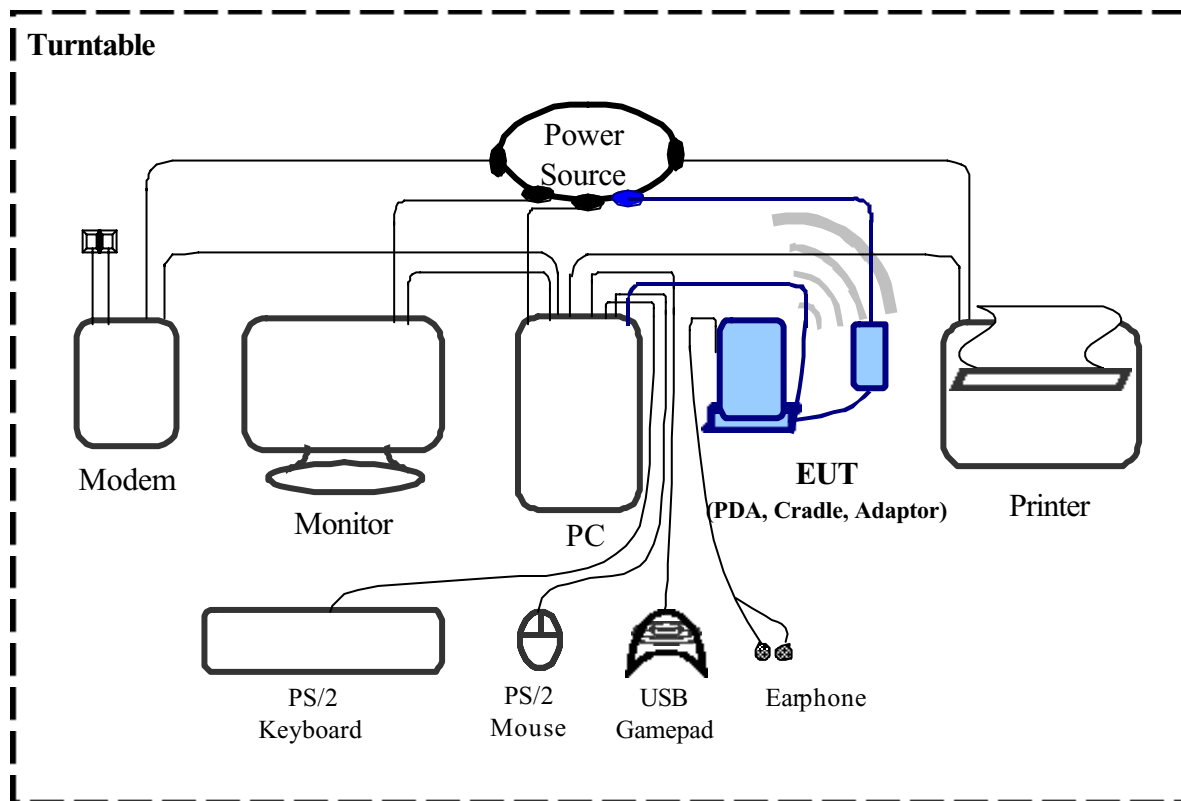 Turntable
Power
Source
Modem
Monitor
PC
EUT
(PDA, Cradle, Adaptor)
Printer
PS/2
Keyboard
PS/2
Mouse
USB
Gamepad
Earphone